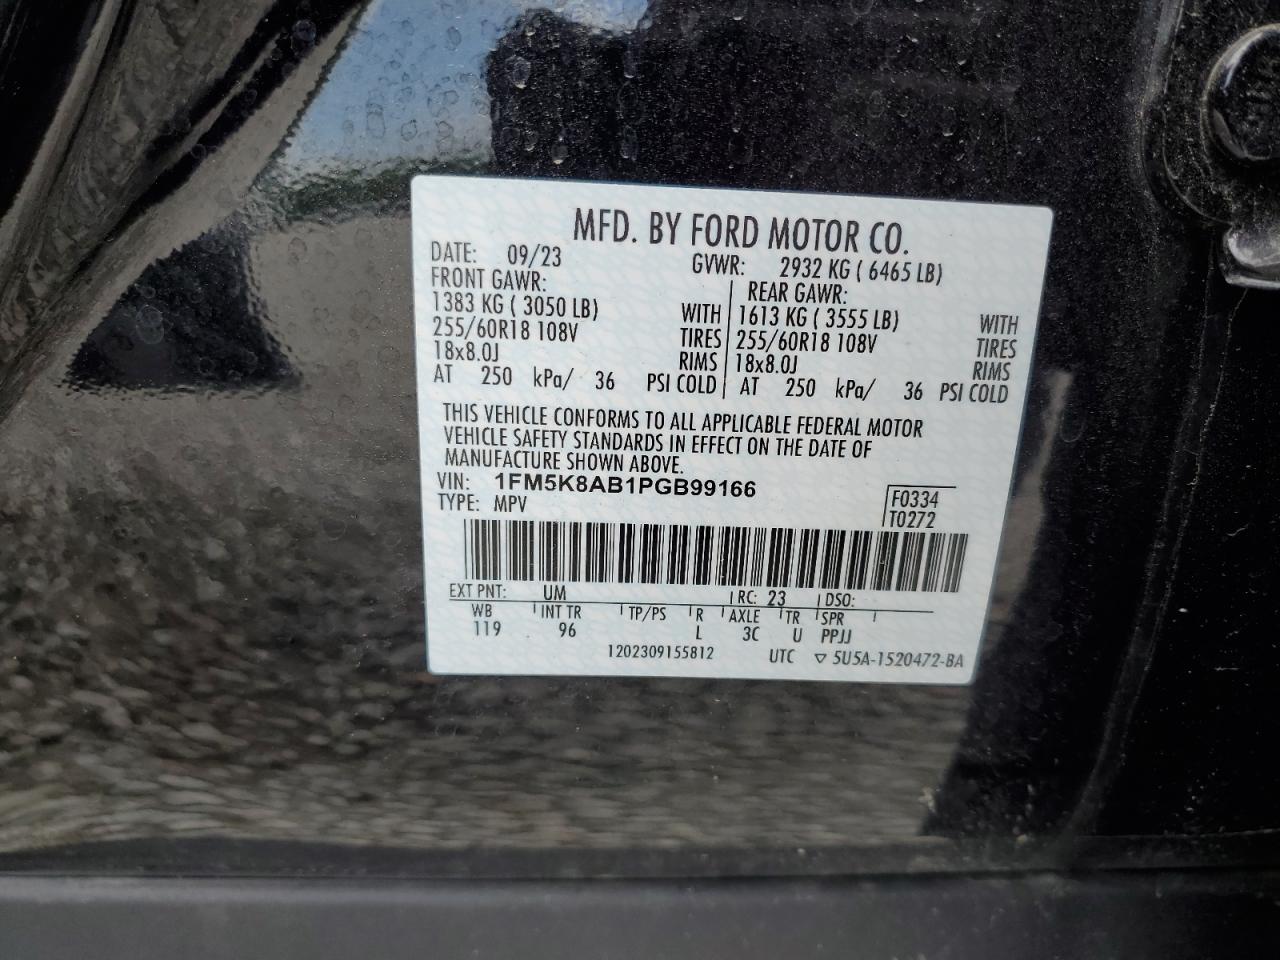 MFD. BY FORD MOTOR CO.
DATE: 09/23 GVWR: 2932 KG ( 6465 LB)
FRONT GAWR: REAR GAWR:
1383 KG ( 3050 LB) WITH 1613 KG ( 3555 LB) WITH
255/60R18 108V TIRES 255/60R18 108V TIRES
18x8.0J RIMS 18x8.0J RIMS
AT 250 kPa/ 36 PSI COLD AT 250 kPa/ 36 PSI COLD
THIS VEHICLE CONFORMS TO ALL APPLICABLE FEDERAL MOTOR
VEHICLE SAFETY STANDARDS IN EFFECT ON THE DATE OF
MANUFACTURE SHOWN ABOVE.
VIN: 1FM5K8AB1PGB99166 F0334
TYPE: MPV T0272
EXT PNT: UM RC: 23 DSO:
WB INT TR TP/PS R AXLE TR SPR
119 96 L 3C U PPJJ
1202309155812 UTC ▽ 5U5A-1520472-BA